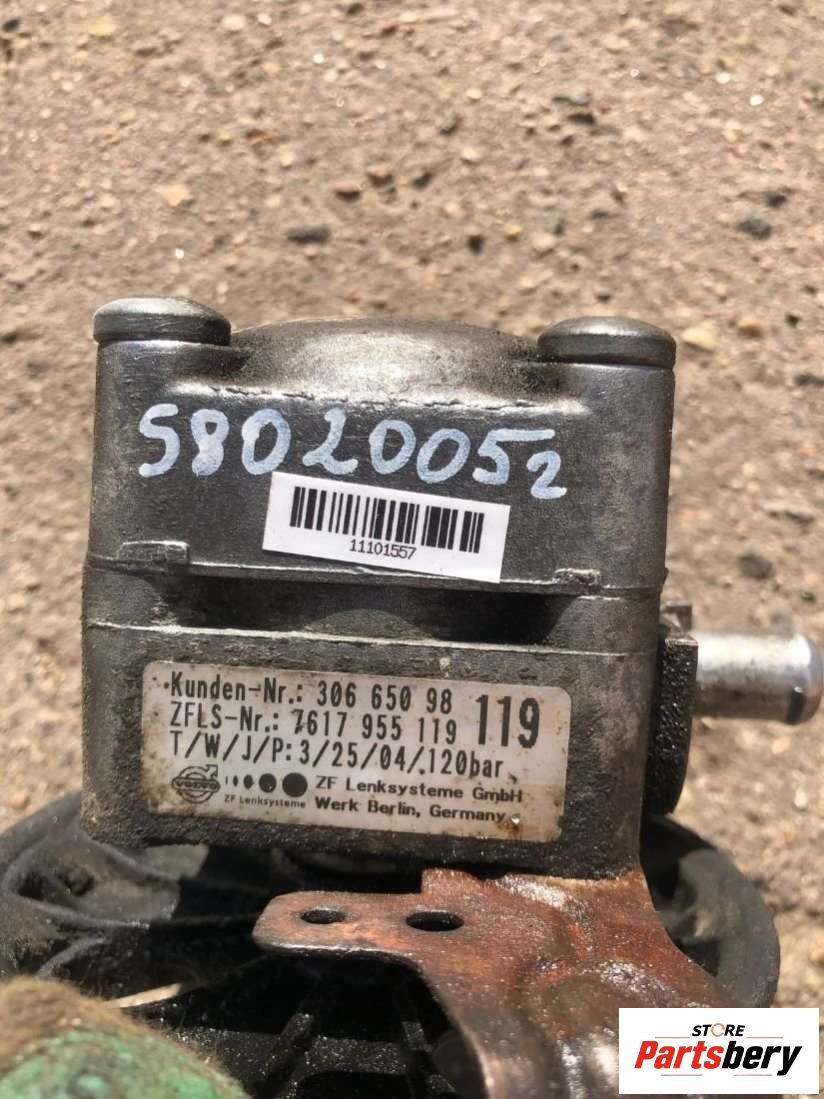 S8020052
11101557
Kunden-Nr.: 306 650 98
119
ZFLS-Nr.: 7617 955 119
T/W/J/P: 3/25/04/.120bar
VOLVO
ZF Lenksysteme
ZF Lenksysteme GmbH
Werk Berlin, Germany
STORE
Partsbery